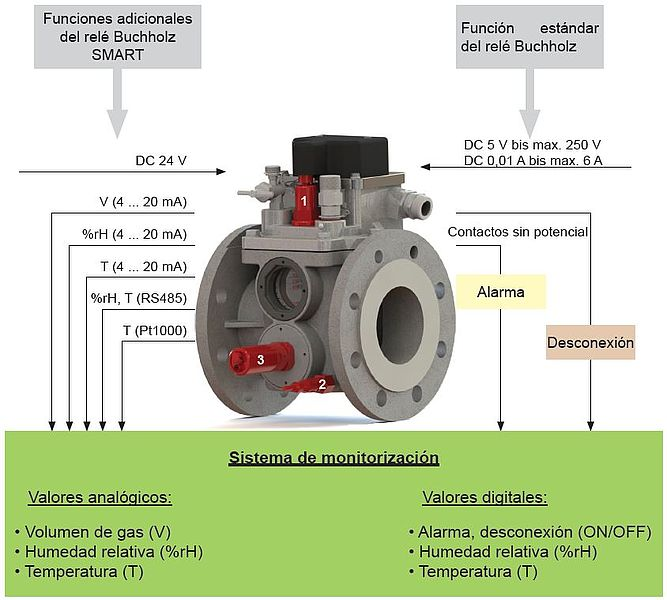 Funciones adicionales
del relé Buchholz
SMART
Función estándar
del relé Buchholz
DC 24 V
DC 5 V bis max. 250 V
DC 0,01 A bis max. 6 A
V (4 ... 20 mA)
%rH (4 ... 20 mA)
T (4 ... 20 mA)
%rH, T (RS485)
T (Pt1000)
1
3
2
Contactos sin potencial
Alarma
Desconexión
Sistema de monitorización
Valores analógicos:
• Volumen de gas (V)
• Humedad relativa (%rH)
• Temperatura (T)
Valores digitales:
• Alarma, desconexión (ON/OFF)
• Humedad relativa (%rH)
• Temperatura (T)